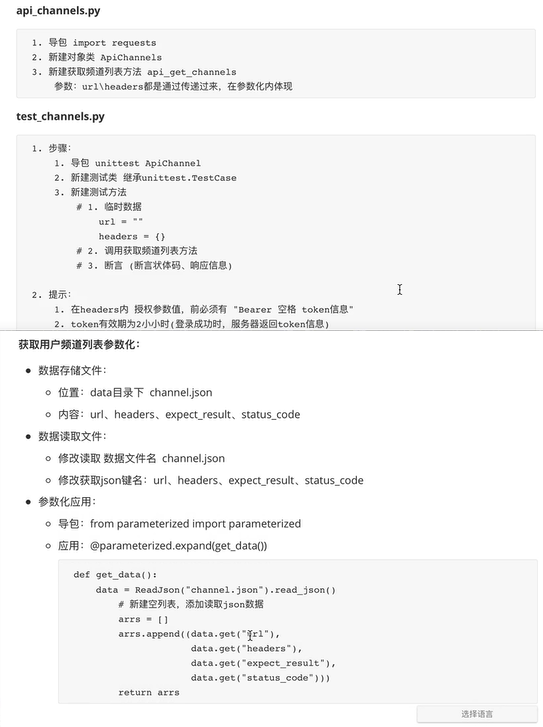 api_channels.py
1. 导包 import requests
2. 新建对象类 ApiChannels
3. 新建获取频道列表方法 api_get_channels
参数：url\headers都是通过传递过来，在参数化内体现
test_channels.py
1. 步骤：
1. 导包 unittest ApiChannel
2. 新建测试类 继承unittest.TestCase
3. 新建测试方法
# 1. 临时数据
url = ""
headers = {}
# 2. 调用获取频道列表方法
# 3. 断言 (断言状体码、响应信息)
2. 提示：
1. 在headers内 授权参数值，前必须有 "Bearer 空格 token信息"
2. token有效期为2小小时(登录成功时，服务器返回token信息)
获取用户频道列表参数化：
数据存储文件：
位置：data目录下 channel.json
内容：url、headers、expect_result、status_code
数据读取文件：
修改读取 数据文件名 channel.json
修改获取json键名：url、headers、expect_result、status_code
参数化应用：
导包：from parameterized import parameterized
应用：@parameterized.expand(get_data())
def get_data():
data = ReadJson("channel.json").read_json()
# 新建空列表，添加读取json数据
arrs = []
arrs.append((data.get("url"),
data.get("headers"),
data.get("expect_result"),
data.get("status_code")))
return arrs
选择语言